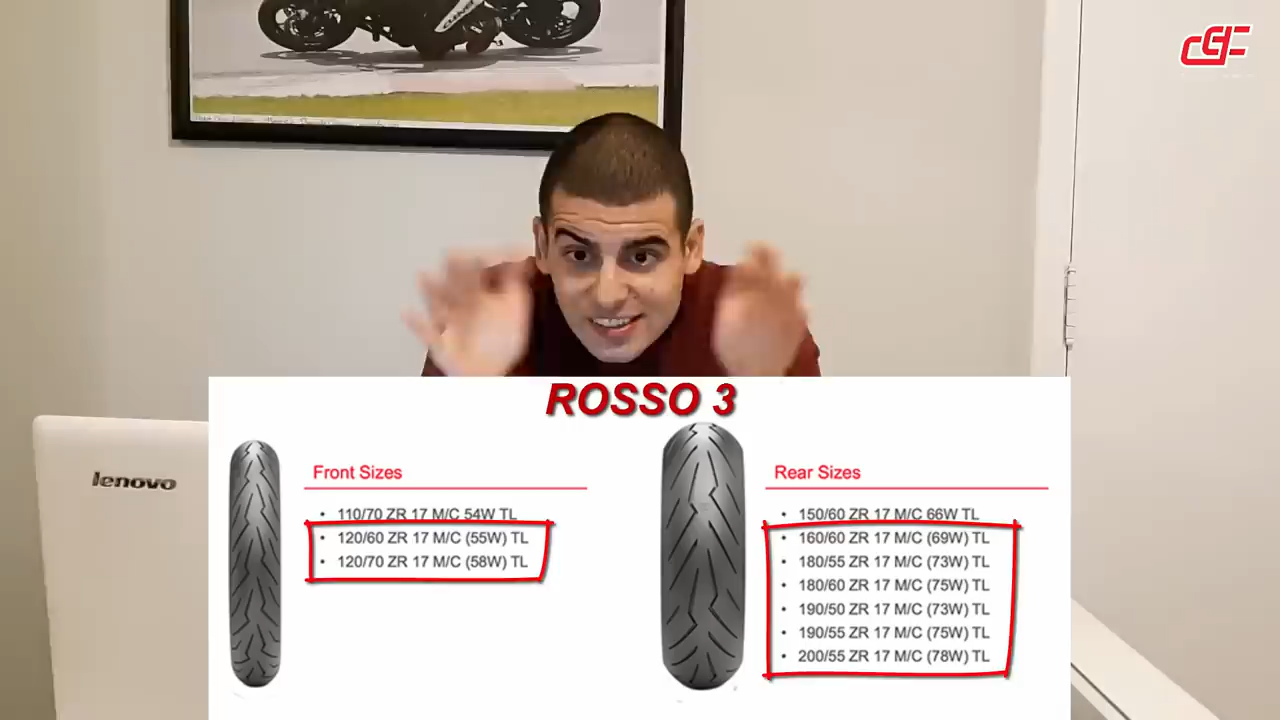 CGE
ROSSO 3
lenovo
Front Sizes
• 110/70 ZR 17 M/C 54W TL
• 120/60 ZR 17 M/C (55W) TL
• 120/70 ZR 17 M/C (58W) TL
Rear Sizes
• 150/60 ZR 17 M/C 66W TL
• 160/60 ZR 17 M/C (69W) TL
• 180/55 ZR 17 M/C (73W) TL
• 180/60 ZR 17 M/C (75W) TL
• 190/50 ZR 17 M/C (73W) TL
• 190/55 ZR 17 M/C (75W) TL
• 200/55 ZR 17 M/C (78W) TL